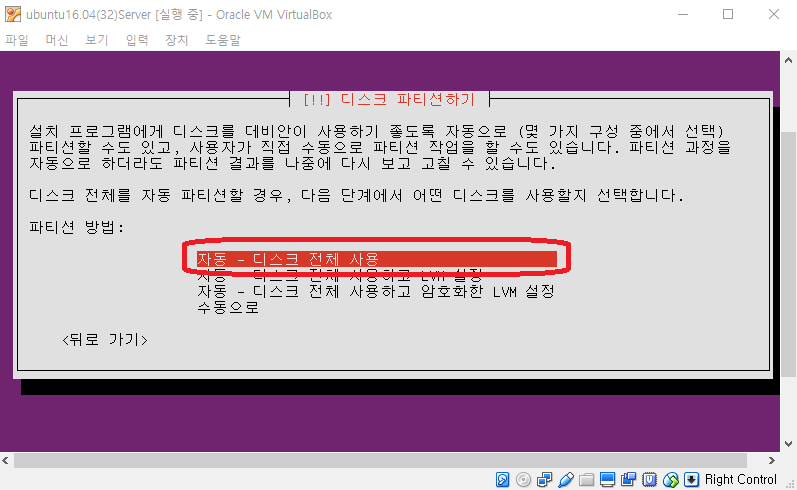 ubuntu16.04(32)Server [실행 중] - Oracle VM VirtualBox
파일 머신 보기 입력 장치 도움말
[!!] 디스크 파티션하기
설치 프로그램에게 디스크를 데비안이 사용하기 좋도록 자동으로 (몇 가지 구성 중에서 선택)
파티션할 수도 있고, 사용자가 직접 수동으로 파티션 작업을 할 수도 있습니다. 파티션 과정을
자동으로 하더라도 파티션 결과를 나중에 다시 보고 고칠 수 있습니다.
디스크 전체를 자동 파티션할 경우, 다음 단계에서 어떤 디스크를 사용할지 선택합니다.
파티션 방법:
자동 - 디스크 전체 사용
자동 - 디스크 전체 사용하고 LVM 설정
자동 - 디스크 전체 사용하고 암호화한 LVM 설정
수동으로
<뒤로 가기>
Right Control